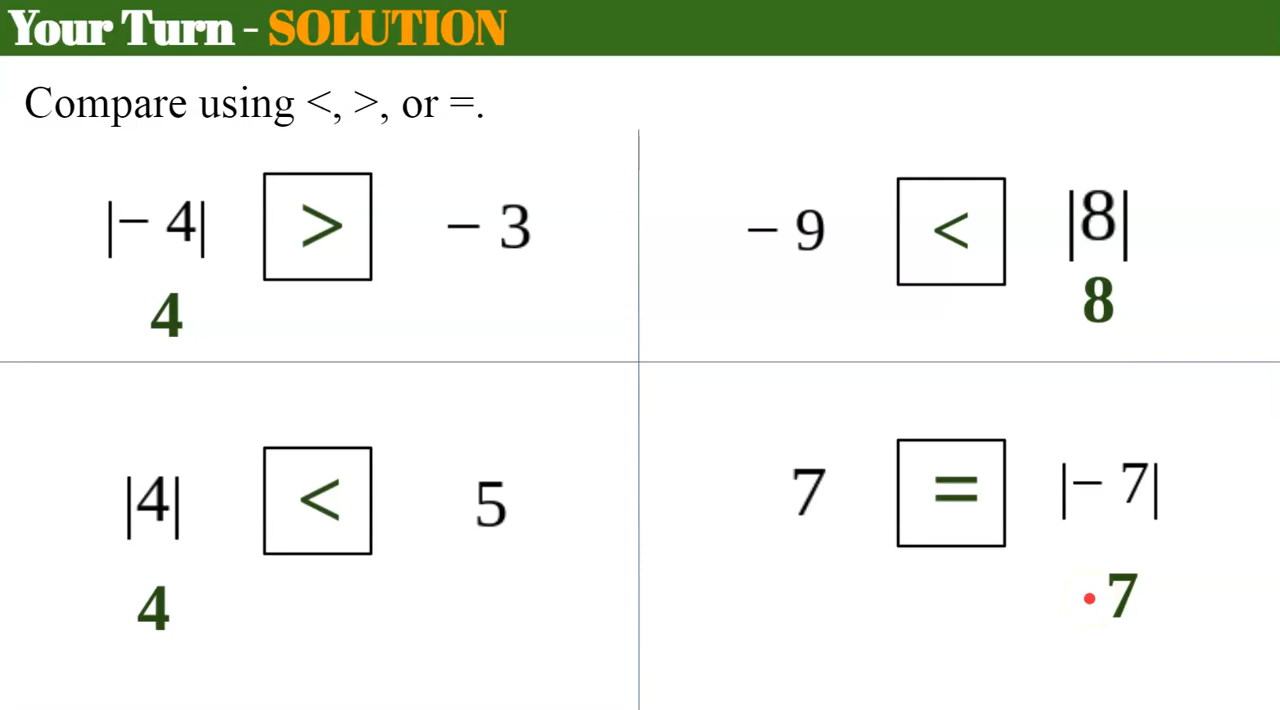 Your Turn - SOLUTION
Compare using <, >, or =.
|− 4| > − 3
4
− 9 < |8|
8
|4| < 5
4
7 = |− 7|
7